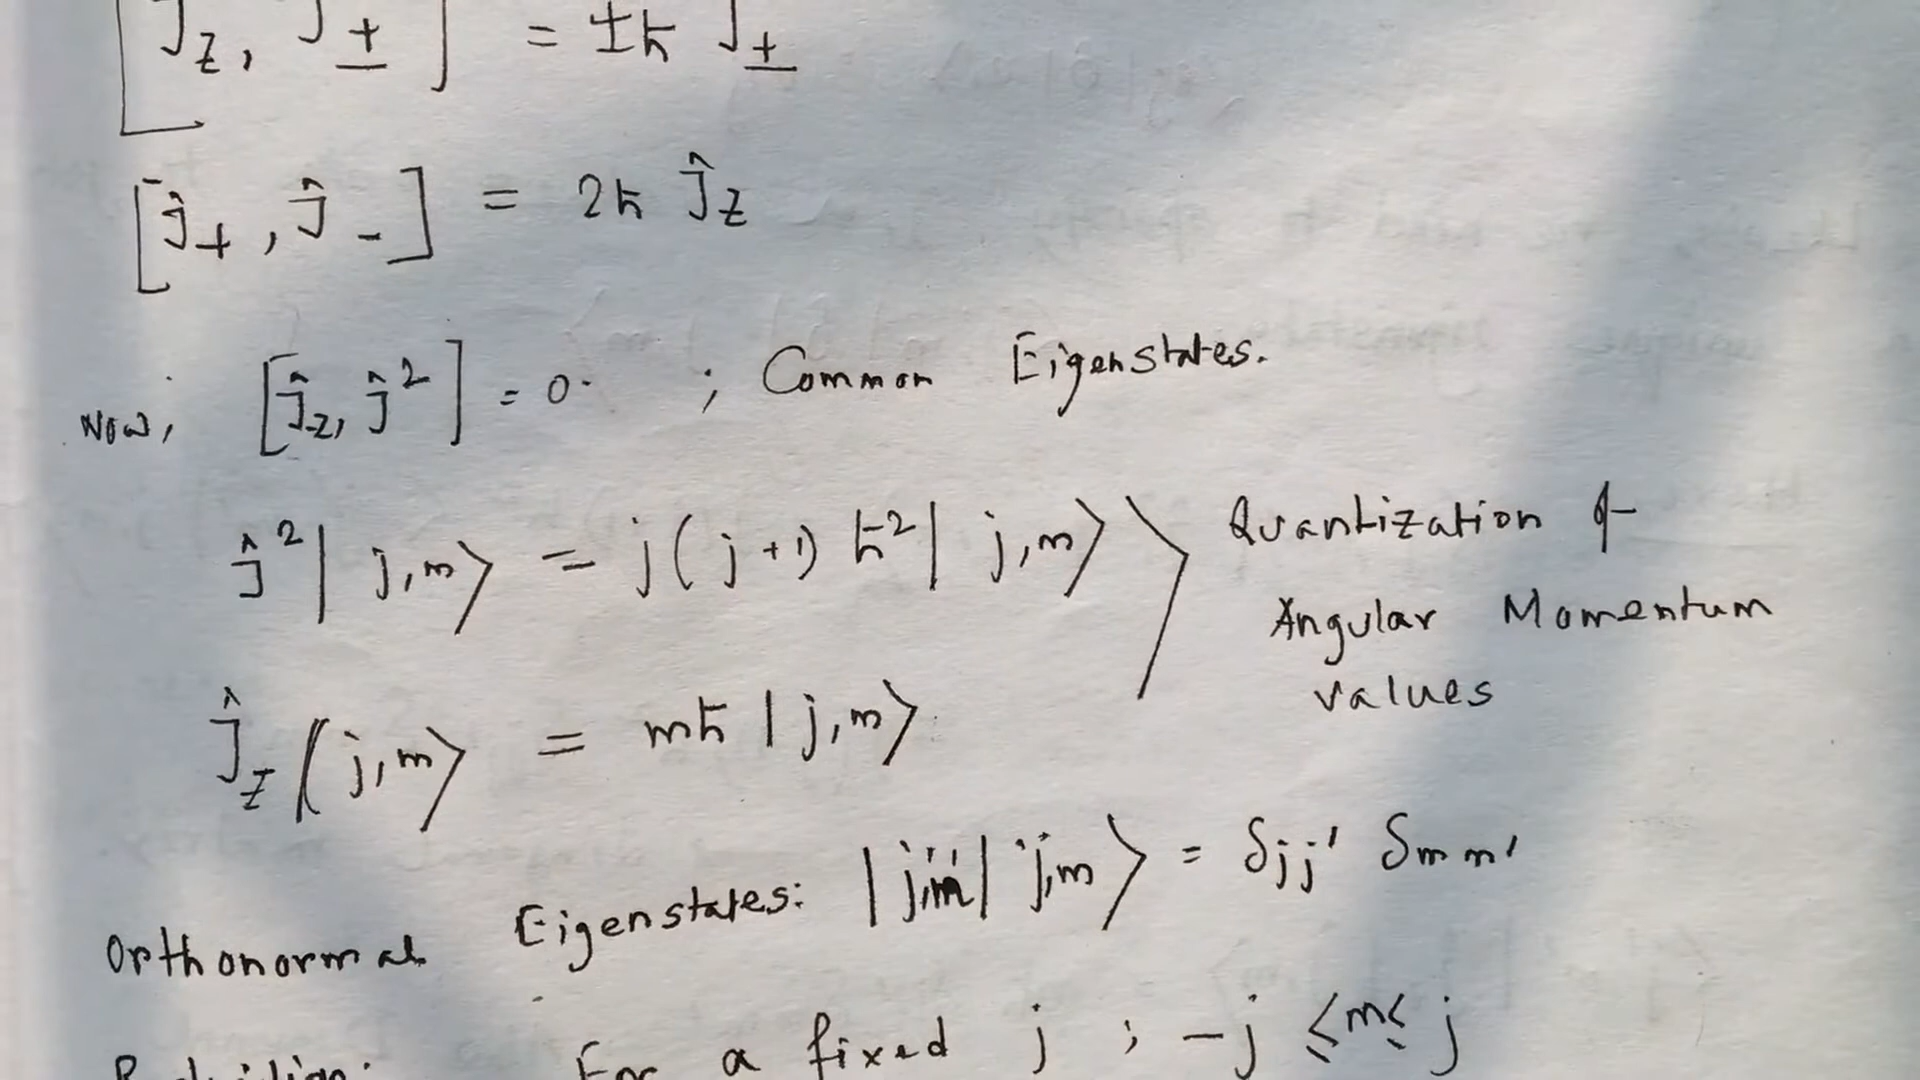 [Ĵz, Ĵ±] = ±ħ Ĵ±
[Ĵ+, Ĵ-] = 2ħ Ĵz
Now, [Ĵz, Ĵ²] = 0. ; Common Eigenstates.
Ĵ² | j,m⟩ = j(j+1) ħ² | j,m⟩ Quantization of
Angular Momentum
values
Ĵz | j,m⟩ = mħ | j,m⟩
Orthonormal Eigenstates: | j',m' | j,m⟩ = δjj' δmm'
For a fixed j ; -j ≤ m ≤ j